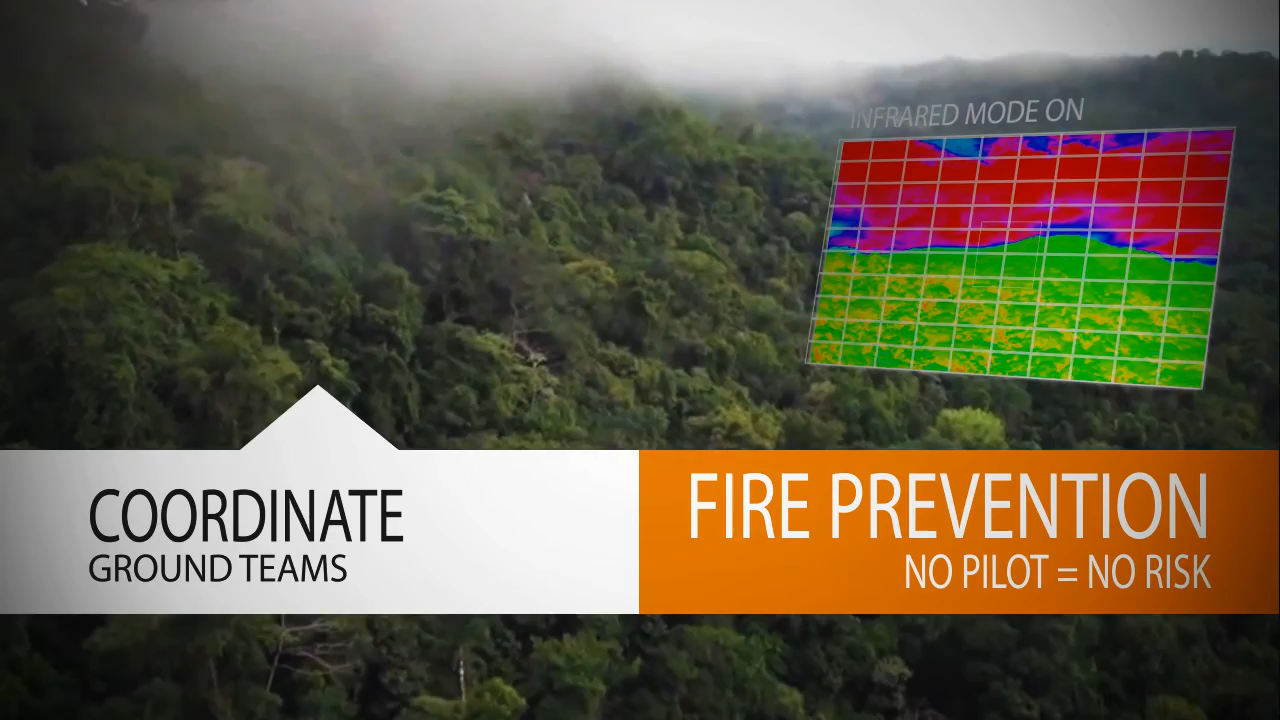 INFRARED MODE ON
COORDINATE
GROUND TEAMS
FIRE PREVENTION
NO PILOT = NO RISK